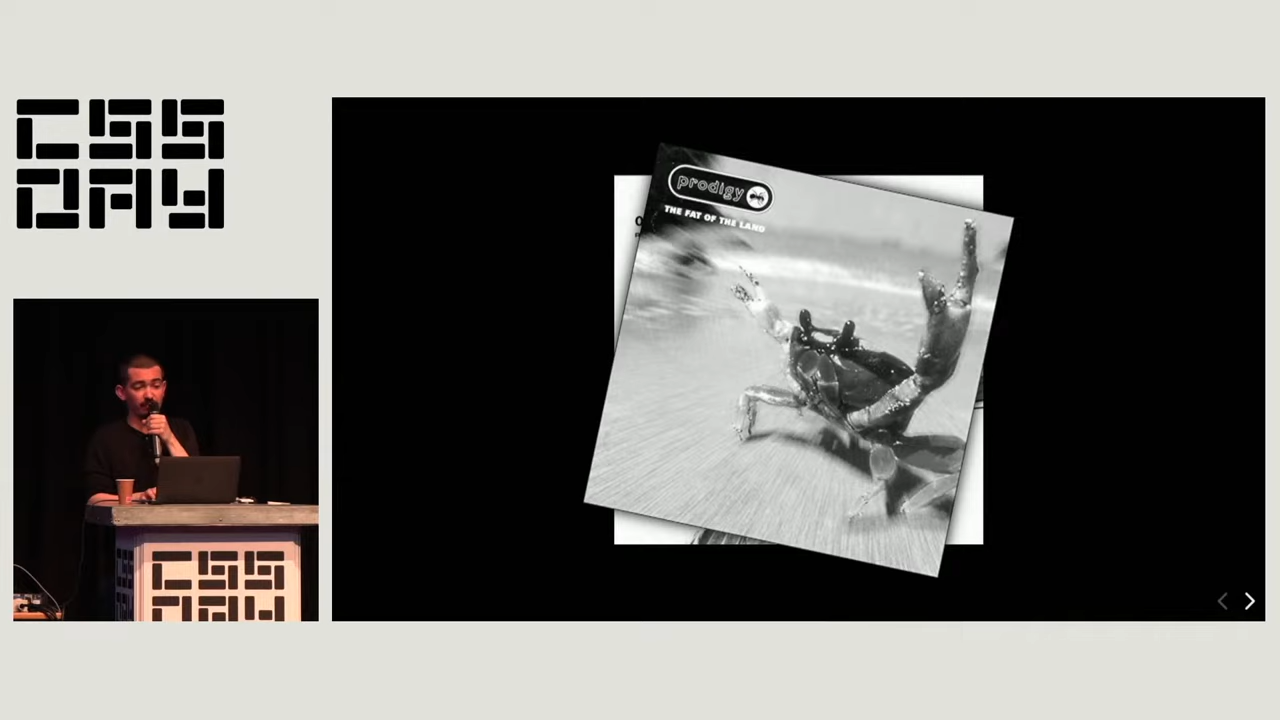 CSS
DAY
prodigy
THE FAT OF THE LAND
CSS
DAY